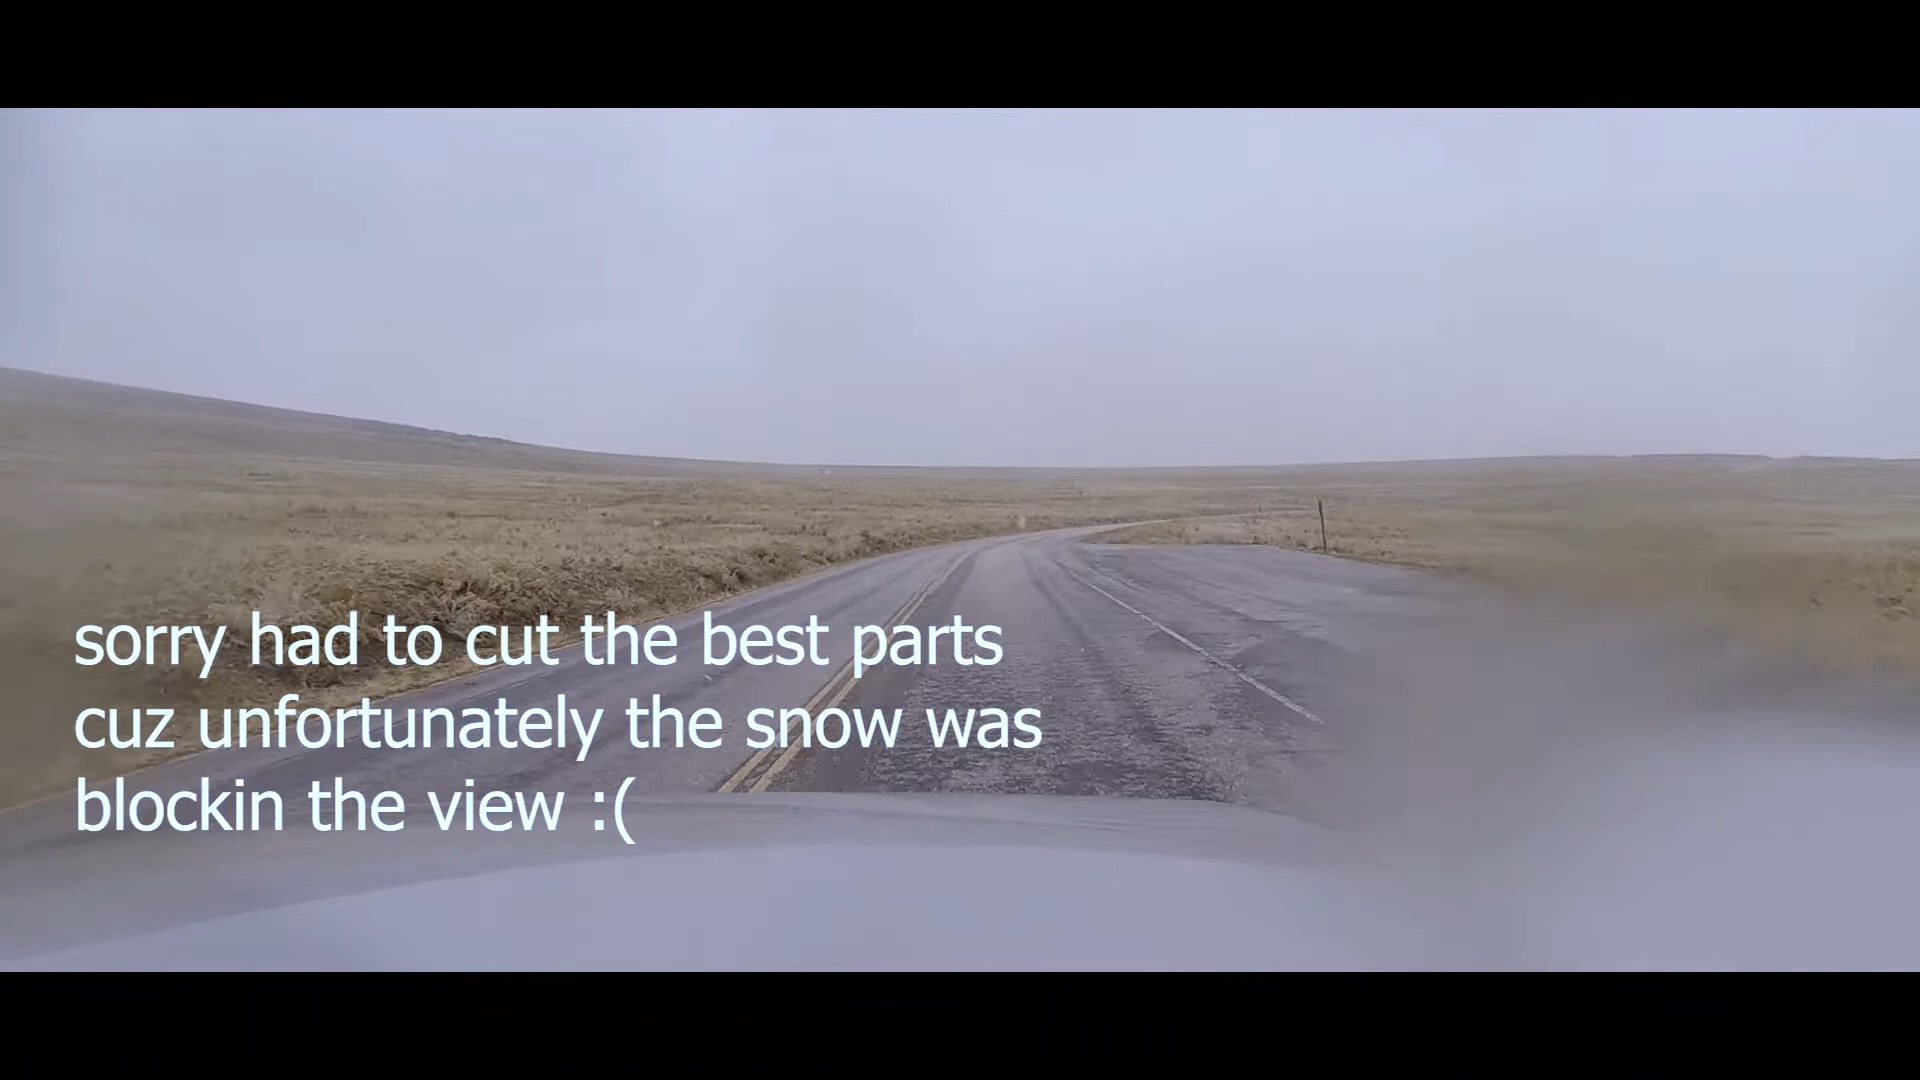 sorry had to cut the best parts
cuz unfortunately the snow was
blockin the view :(